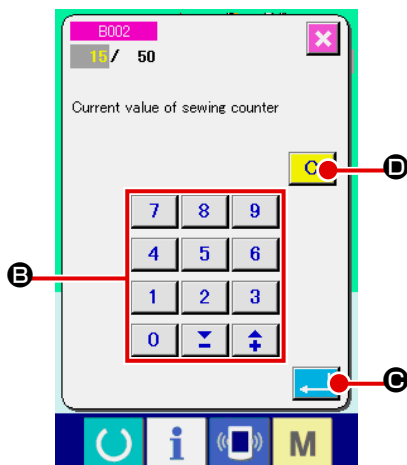 B002
15/ 50
Current value of sewing counter
C
D
7 8 9
4 5 6
B
1 2 3
0 − +
C
i M